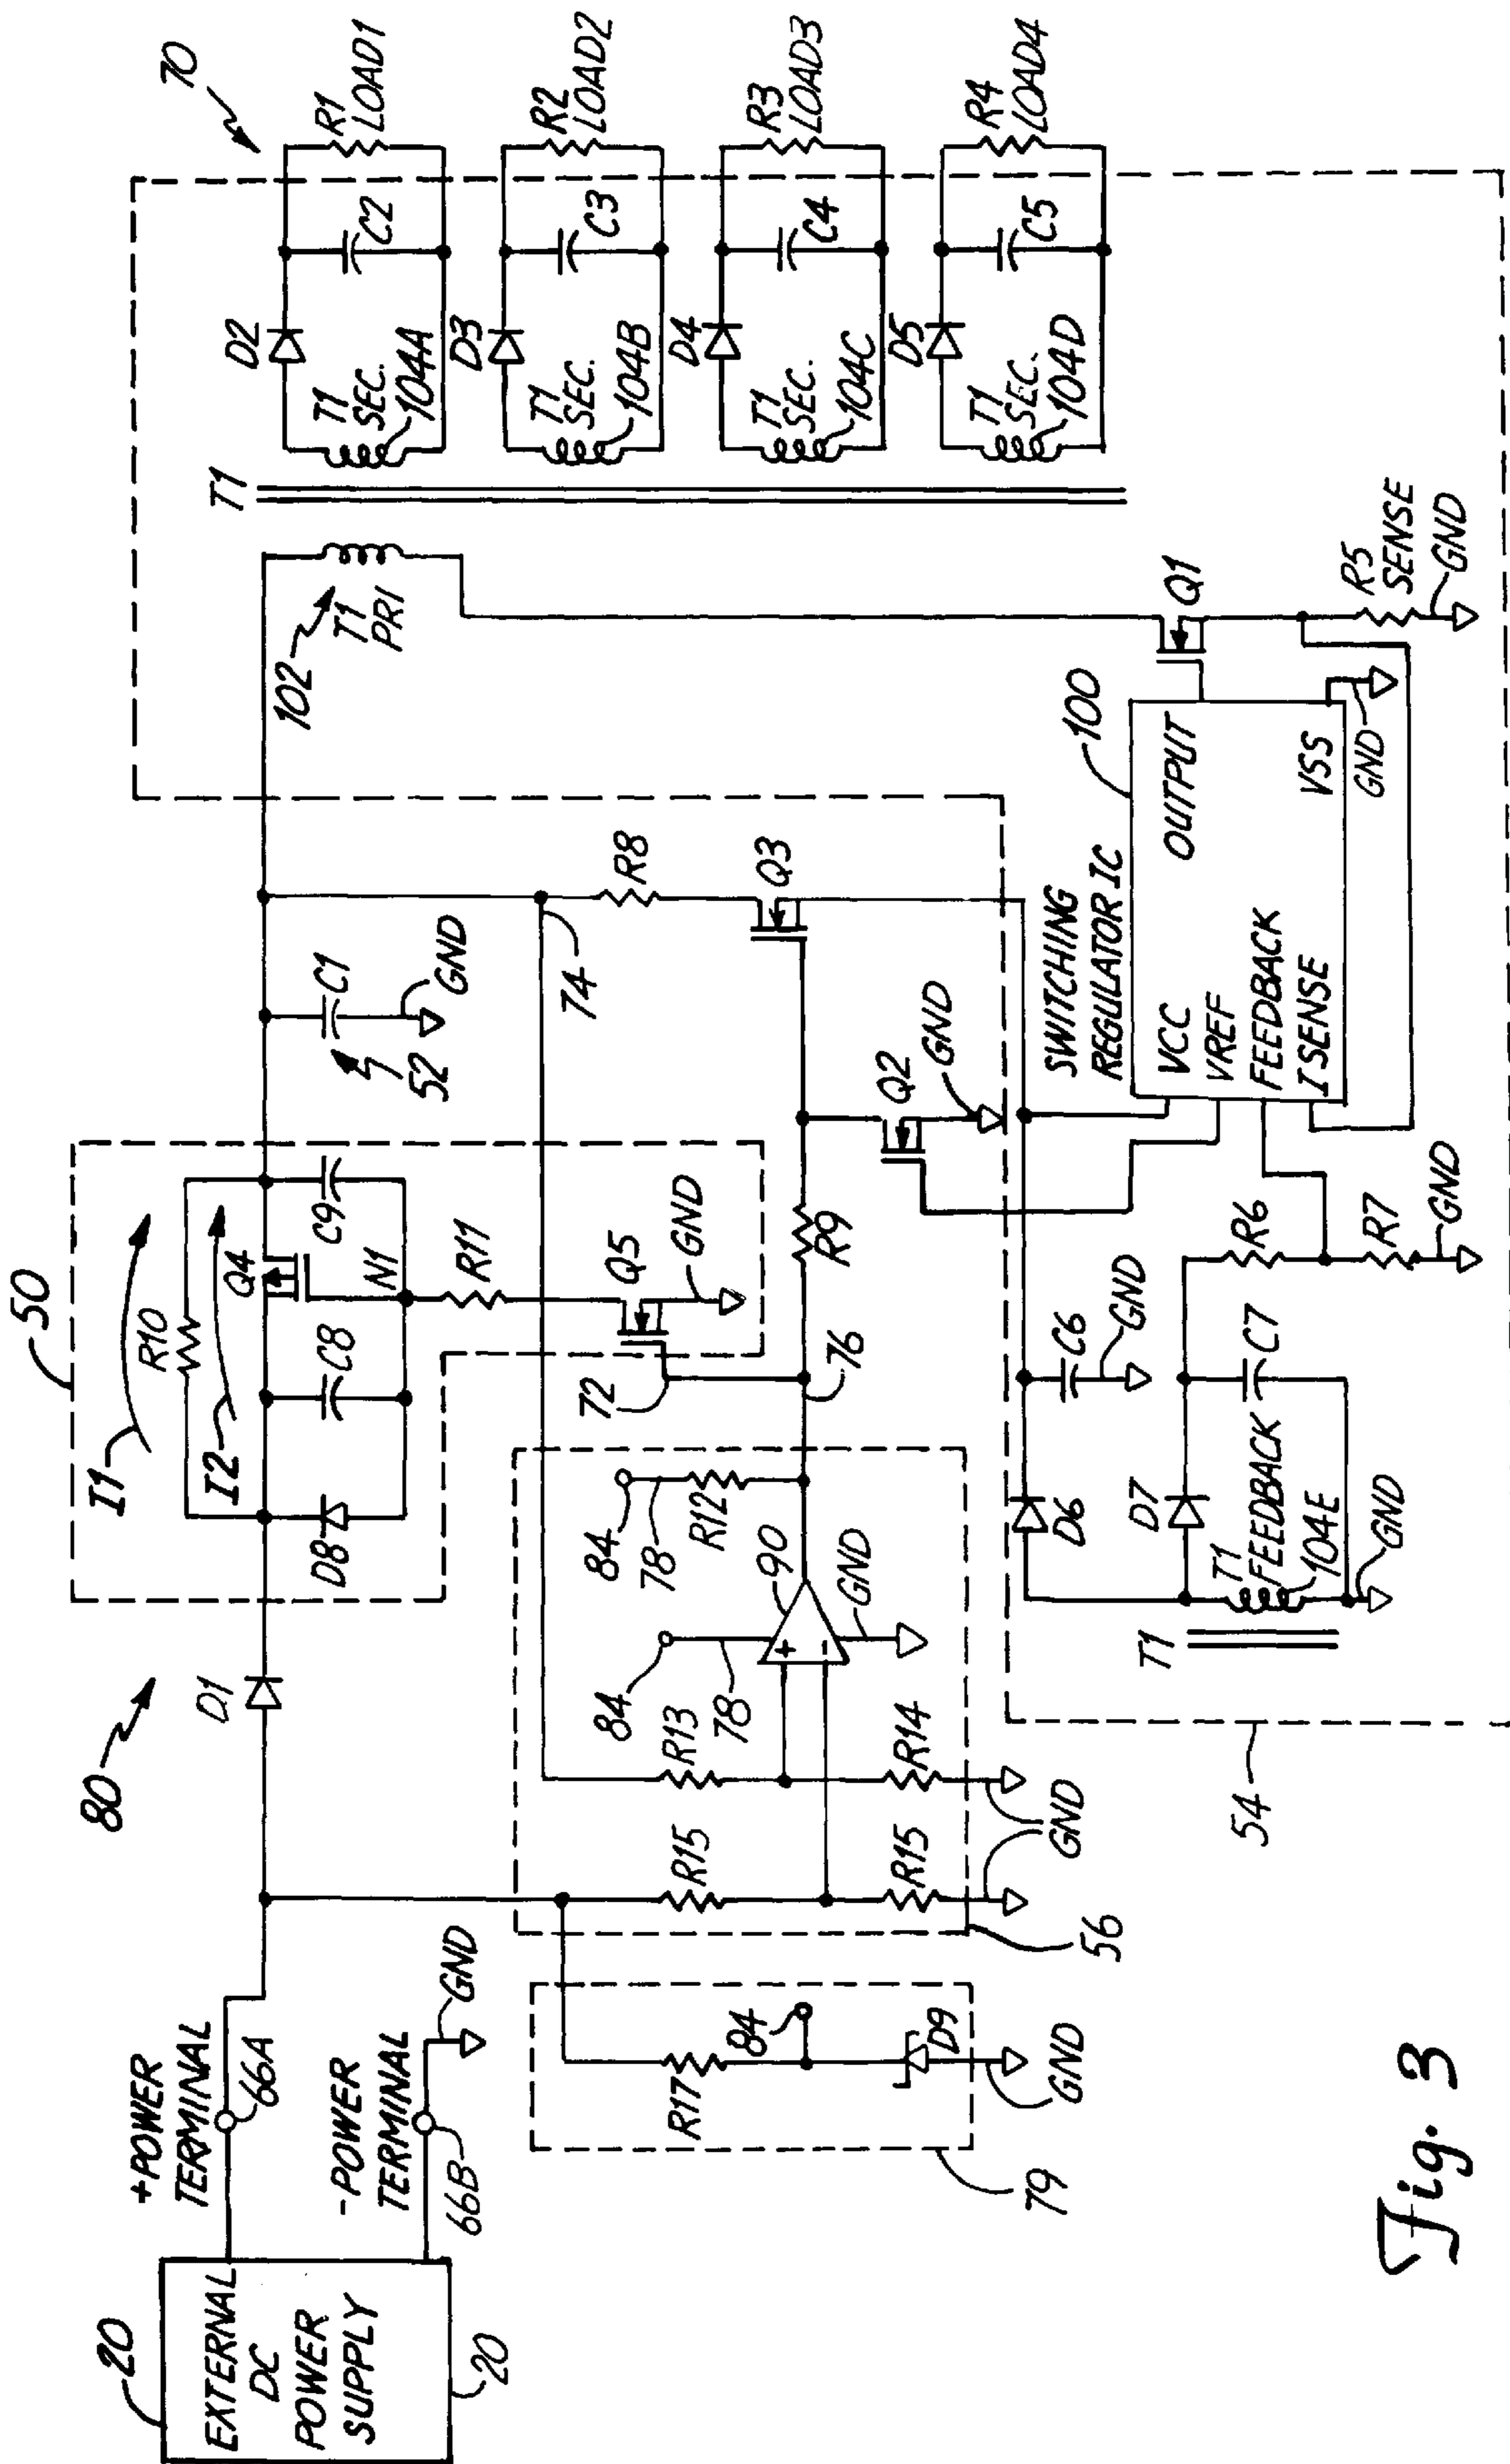 20
EXTERNAL
DC
POWER
SUPPLY
20
+POWER
TERMINAL
66A
-POWER
TERMINAL
66B
GND
80
D1
50
I1
R10
I2
Q4
D8
C8
C9
N1
R11
Q5
GND
72
C1
52
GND
74
R8
Q3
102
T1
PRI
T1
70
D2
T1
SEC.
104A
C2
R1
LOAD1
D3
T1
SEC.
104B
C3
R2
LOAD2
D4
T1
SEC.
104C
C4
R3
LOAD3
D5
T1
SEC.
104D
C5
R4
LOAD4
R17
84
D9
GND
79
R15
R15
R13
R14
GND
56
84
78
+
-
90
GND
84
78
R12
76
R9
Q2
GND
54
T1
T1
FEEDBACK
104E
GND
D6
D7
C6
GND
C7
R6
R7
GND
SWITCHING
REGULATOR IC
100
VCC
VREF
FEEDBACK
ISENSE
OUTPUT
VSS
GND
Q1
R5
SENSE
GND
Fig. 3